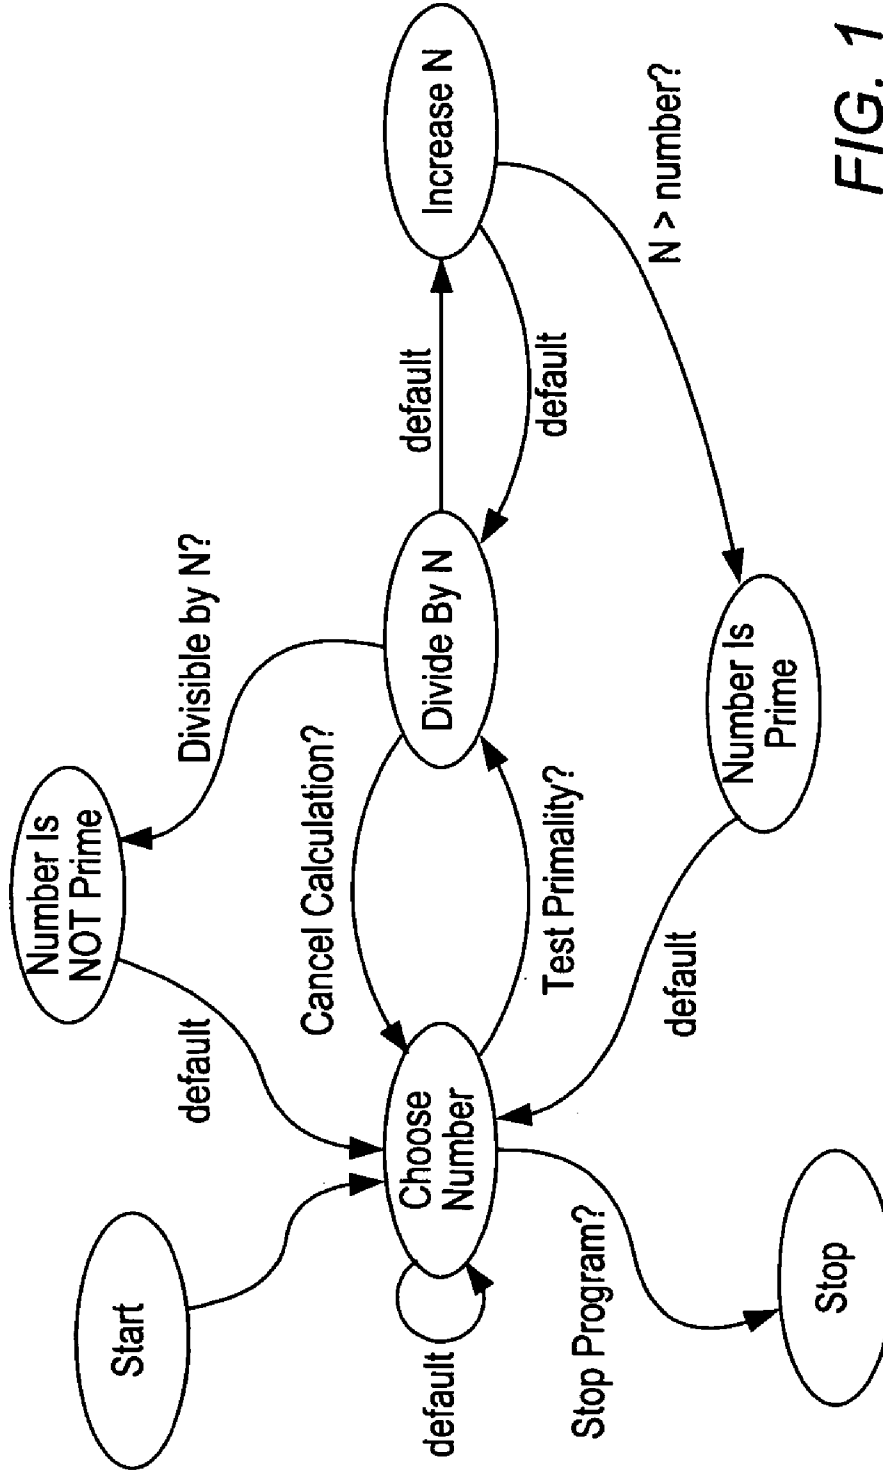 Start
Number Is
NOT Prime
default
Divisible by N?
Cancel Calculation?
default
Choose
Number
Divide By N
default
Increase N
Test Primality?
default
Stop Program?
default
Number Is
Prime
N > number?
Stop
FIG. 1